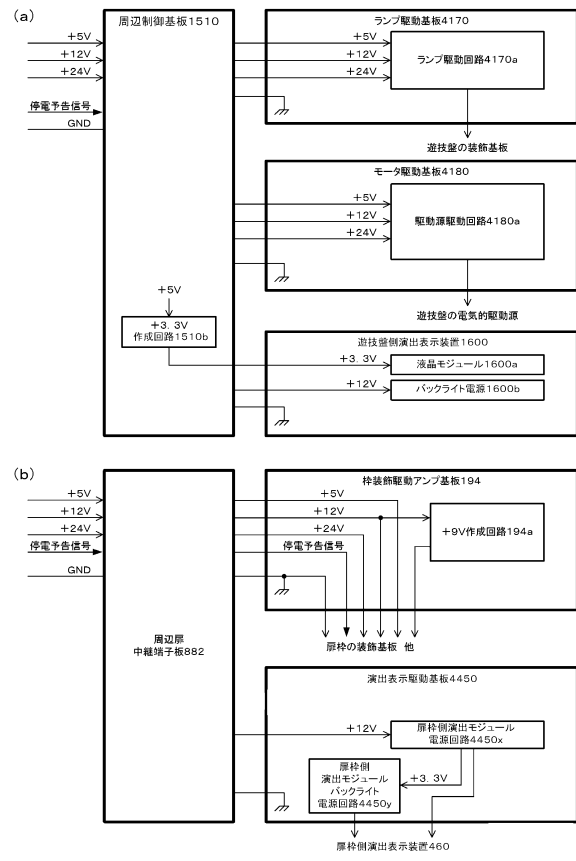 (a)
周辺制御基板1510
+5V
+12V
+24V
停電予告信号
GND
+5V
+3.3V
作成回路1510b
ランプ駆動基板4170
+5V
+12V
+24V
ランプ駆動回路4170a
遊技盤の装飾基板
モータ駆動基板4180
+5V
+12V
+24V
駆動源駆動回路4180a
遊技盤の電気的駆動源
遊技盤側演出表示装置1600
+3.3V
液晶モジュール1600a
+12V
バックライト電源1600b
(b)
+5V
+12V
+24V
停電予告信号
GND
周辺扉
中継端子板882
枠装飾駆動アンプ基板194
+5V
+12V
+24V
停電予告信号
+9V作成回路194a
扉枠の装飾基板 他
演出表示駆動基板4450
+12V
扉枠側演出モジュール
電源回路4450x
扉枠側
演出モジュール
バックライト
電源回路4450y
+3.3V
扉枠側演出表示装置460